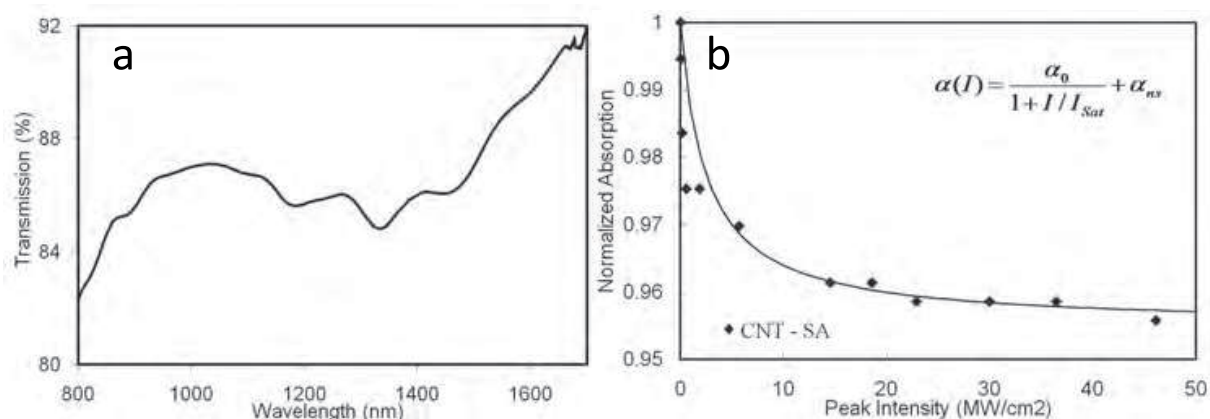 a
92
88
84
80
Transmission (%)
800 1000 1200 1400 1600
Wavelength (nm)
b
1
0.99
0.98
0.97
0.96
0.95
Normalized Absorption
α(I) = α₀ / (1 + I / I_Sat) + α_ns
CNT - SA
0 10 20 30 40 50
Peak Intensity (MW/cm2)